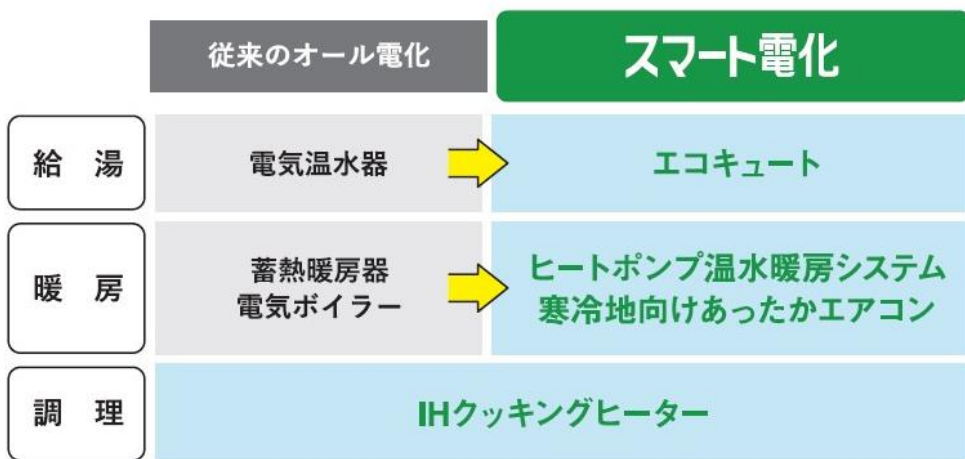 従来のオール電化
スマート電化
給 湯
電気温水器
エコキュート
暖 房
蓄熱暖房器
電気ボイラー
ヒートポンプ温水暖房システム
寒冷地向けあったかエアコン
調 理
IHクッキングヒーター